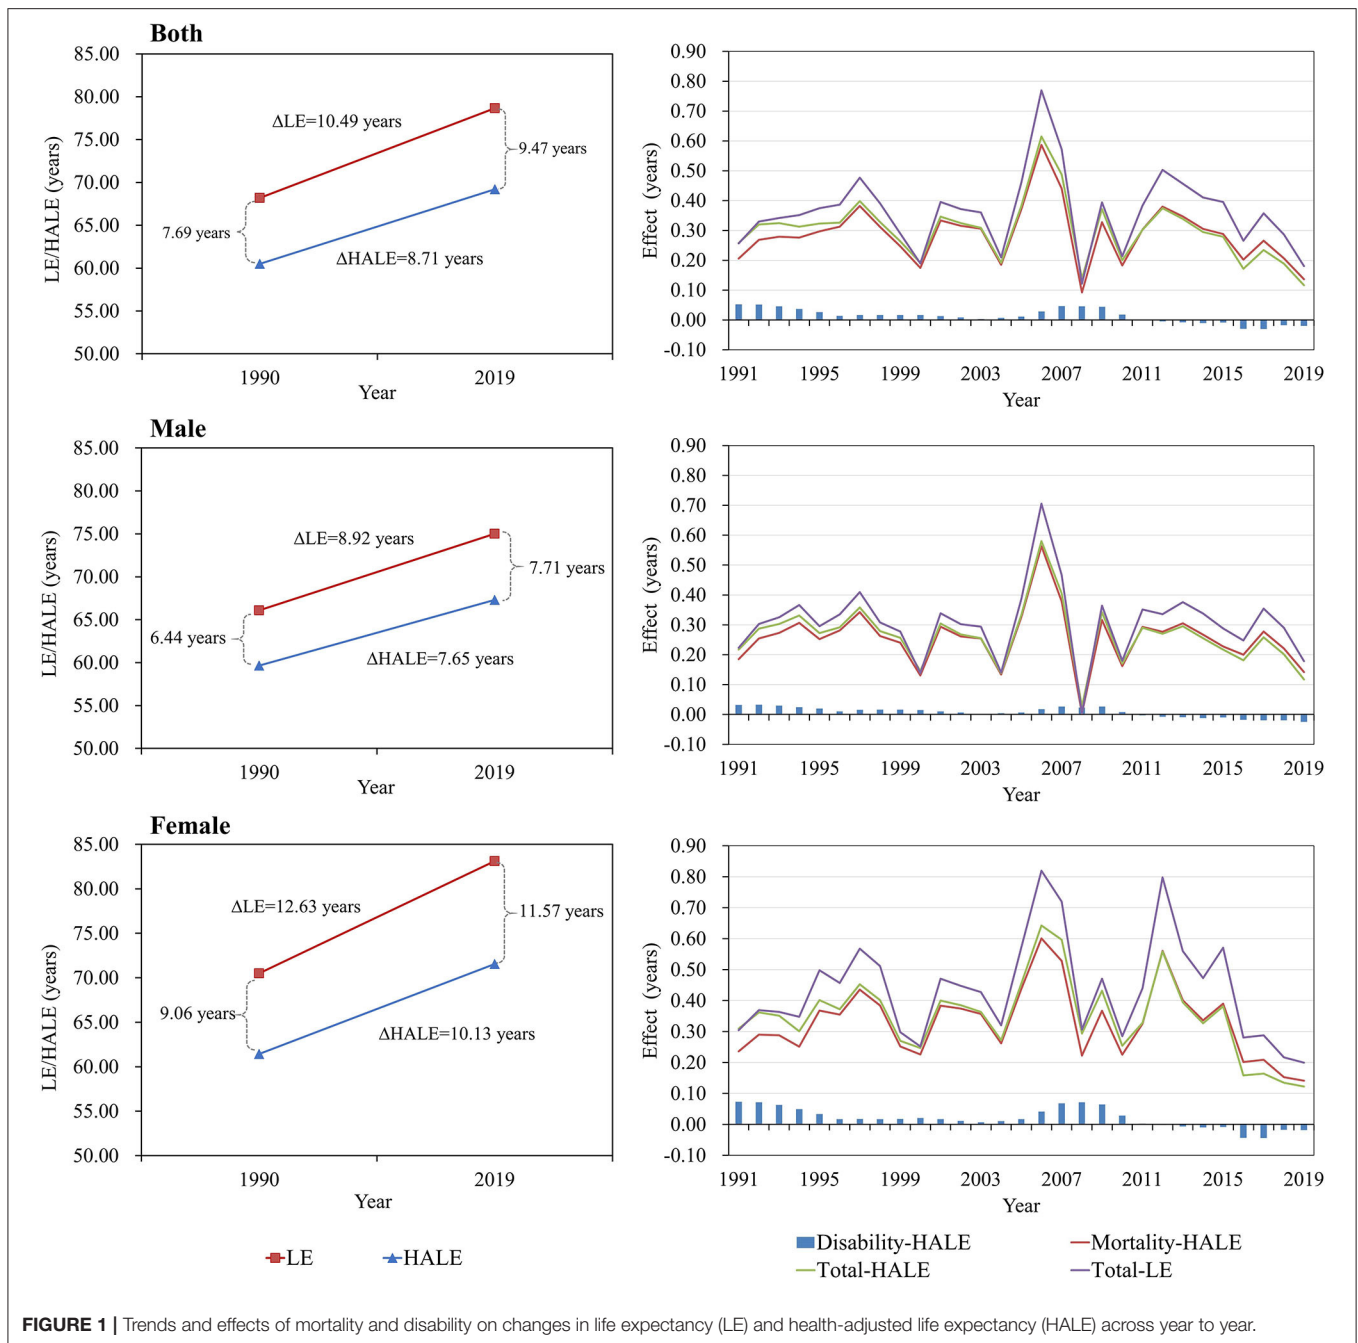 Both
85.00
80.00
75.00
70.00
65.00
60.00
55.00
50.00
LE/HALE (years)
ΔLE=10.49 years
9.47 years
7.69 years
ΔHALE=8.71 years
1990
2019
Year
0.90
0.80
0.70
0.60
0.50
0.40
0.30
0.20
0.10
0.00
-0.10
Effect (years)
1991
1995
1999
2003
2007
2011
2015
2019
Year
Male
85.00
80.00
75.00
70.00
65.00
60.00
55.00
50.00
LE/HALE (years)
ΔLE=8.92 years
7.71 years
6.44 years
ΔHALE=7.65 years
1990
2019
Year
0.90
0.80
0.70
0.60
0.50
0.40
0.30
0.20
0.10
0.00
-0.10
Effect (years)
1991
1995
1999
2003
2007
2011
2015
2019
Year
Female
85.00
80.00
75.00
70.00
65.00
60.00
55.00
50.00
LE/HALE (years)
ΔLE=12.63 years
11.57 years
9.06 years
ΔHALE=10.13 years
1990
2019
Year
0.90
0.80
0.70
0.60
0.50
0.40
0.30
0.20
0.10
0.00
-0.10
Effect (years)
1991
1995
1999
2003
2007
2011
2015
2019
Year
LE
HALE
Disability-HALE
Mortality-HALE
Total-HALE
Total-LE
FIGURE 1 | Trends and effects of mortality and disability on changes in life expectancy (LE) and health-adjusted life expectancy (HALE) across year to year.